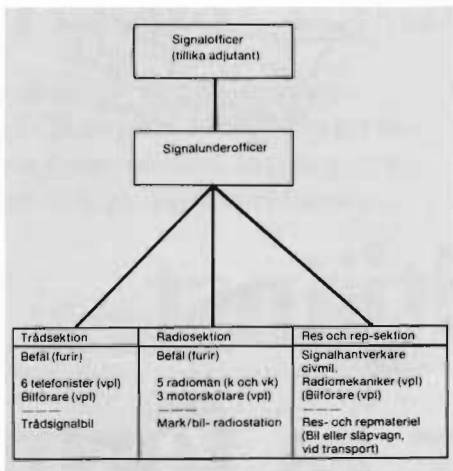 Signalofficer
(tillika adjutant)
Signalunderofficer
Trådsektion
Befäl (furir)
6 telefonister (vpl)
Bilförare (vpl)
— — —
Trådsignalbil
Radiosektion
Befäl (furir)
5 radiomän (k och vk)
3 motorskötare (vpl)
— — —
Mark/bil- radiostation
Res och rep-sektion
Signalhantverkare
civmil.
Radiomekaniker (vpl)
(Bilförare (vpl)
— — —
Res- och repmateriel
(Bil eller släpvagn,
vid transport)